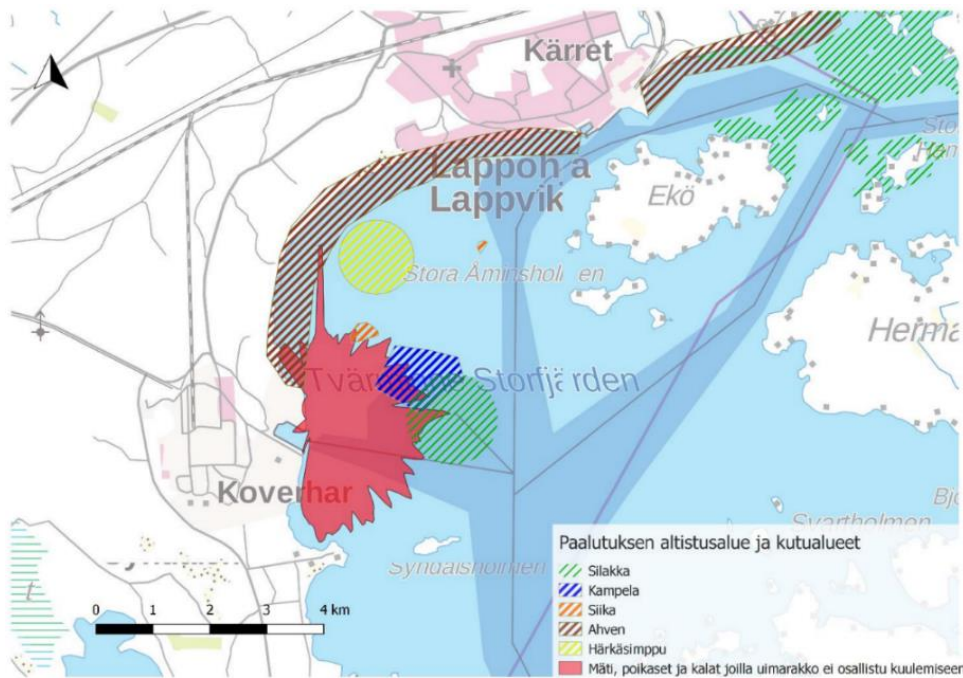 Kärret
Lappohja
Lappvik
Ekö
Stora
Stora Åminsholmen
Herma
Tvärminne Storfjärden
Koverhar
Svartholmen
Syndalsholmen
Paalutuksen altistusalue ja kutualueet
Silakka
Kampela
Siika
Ahven
Härkäsimppu
Mäti, poikaset ja kalat joilla uimarakko ei osallistu kuulemiseen
0 1 2 3 4 km